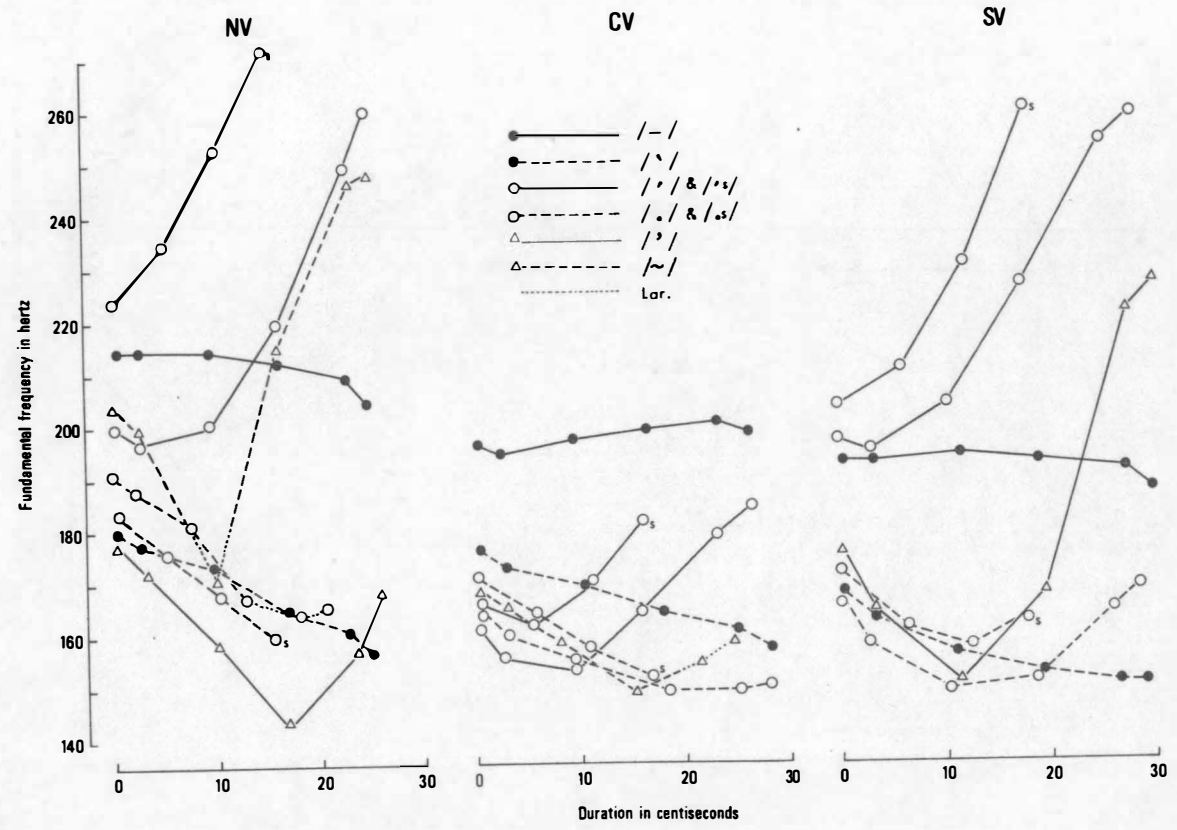 NV
CV
SV
260
240
220
200
180
160
140
Fundamental frequency in hertz
/-/
/`/
/'/ & /'s/
/./ & /.s/
/ʾ/
/~/
Lar.
s
s
s
s
s
0 10 20 30
0 10 20 30
0 10 20 30
Duration in centiseconds